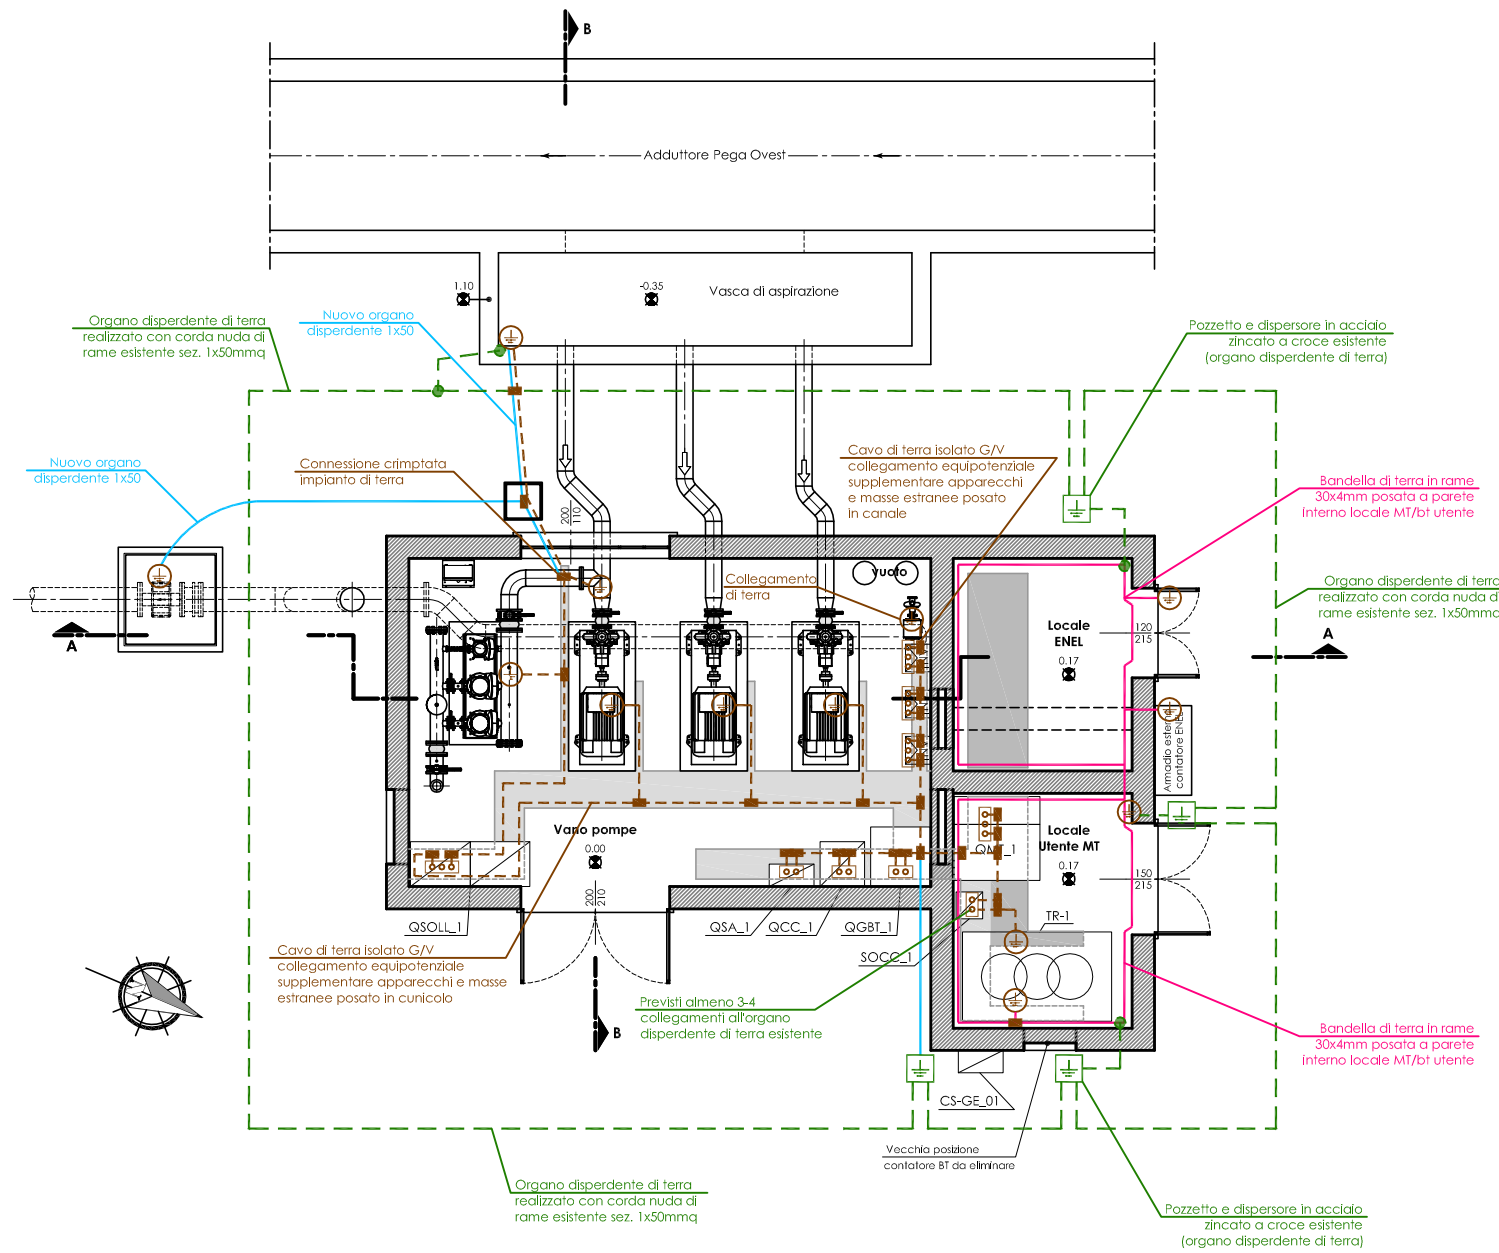 B
Adduttore Pega Ovest
1.10
-0.35
Vasca di aspirazione
Organo disperdente di terra
realizzato con corda nuda di
rame esistente sez. 1x50mmq
Nuovo organo
disperdente 1x50
Pozzetto e dispersore in acciaio
zincato a croce esistente
(organo disperdente di terra)
Nuovo organo
disperdente 1x50
Connessione crimptata
impianto di terra
Cavo di terra isolato G/V
collegamento equipotenziale
supplementare apparecchi
e masse estranee posato
in canale
Bandella di terra in rame
30x4mm posata a parete
interno locale MT/bt utente
200
110
Collegamento
di terra
vuoto
Organo disperdente di terra
realizzato con corda nuda di
rame esistente sez. 1x50mmq
Locale
ENEL
0.17
120
215
A
A
Armadio esterno
contatore ENEL
Vano pompe
0.00
200
210
QMT_1
Locale
Utente MT
0.17
150
215
QSOLL_1
QSA_1
QCC_1
QGBT_1
SOCC_1
TR-1
Cavo di terra isolato G/V
collegamento equipotenziale
supplementare apparecchi e masse
estranee posato in cunicolo
Previsti almeno 3-4
collegamenti all'organo
disperdente di terra esistente
B
Bandella di terra in rame
30x4mm posata a parete
interno locale MT/bt utente
CS-GE_01
Vecchia posizione
contatore BT da eliminare
Organo disperdente di terra
realizzato con corda nuda di
rame esistente sez. 1x50mmq
Pozzetto e dispersore in acciaio
zincato a croce esistente
(organo disperdente di terra)